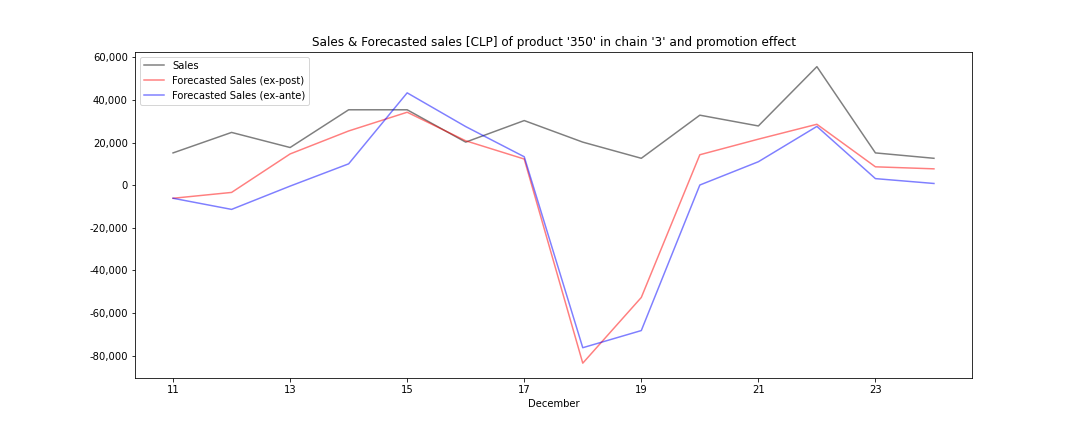 Sales & Forecasted sales [CLP] of product '350' in chain '3' and promotion effect
60,000
40,000
20,000
0
-20,000
-40,000
-60,000
-80,000
Sales
Forecasted Sales (ex-post)
Forecasted Sales (ex-ante)
11 13 15 17 19 21 23
December